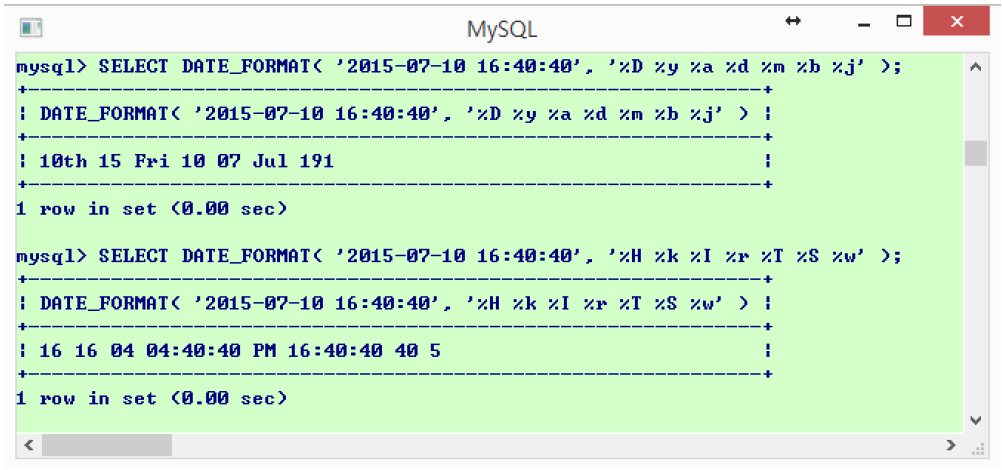 MySQL
mysql> SELECT DATE_FORMAT( '2015-07-10 16:40:40', '%D %y %a %d %m %b %j' );
+--------------------------------------------------------------+
| DATE_FORMAT( '2015-07-10 16:40:40', '%D %y %a %d %m %b %j' ) |
+--------------------------------------------------------------+
| 10th 15 Fri 10 07 Jul 191                                    |
+--------------------------------------------------------------+
1 row in set (0.00 sec)
mysql> SELECT DATE_FORMAT( '2015-07-10 16:40:40', '%H %k %I %r %T %S %w' );
+--------------------------------------------------------------+
| DATE_FORMAT( '2015-07-10 16:40:40', '%H %k %I %r %T %S %w' ) |
+--------------------------------------------------------------+
| 16 16 04 04:40:40 PM 16:40:40 40 5                           |
+--------------------------------------------------------------+
1 row in set (0.00 sec)